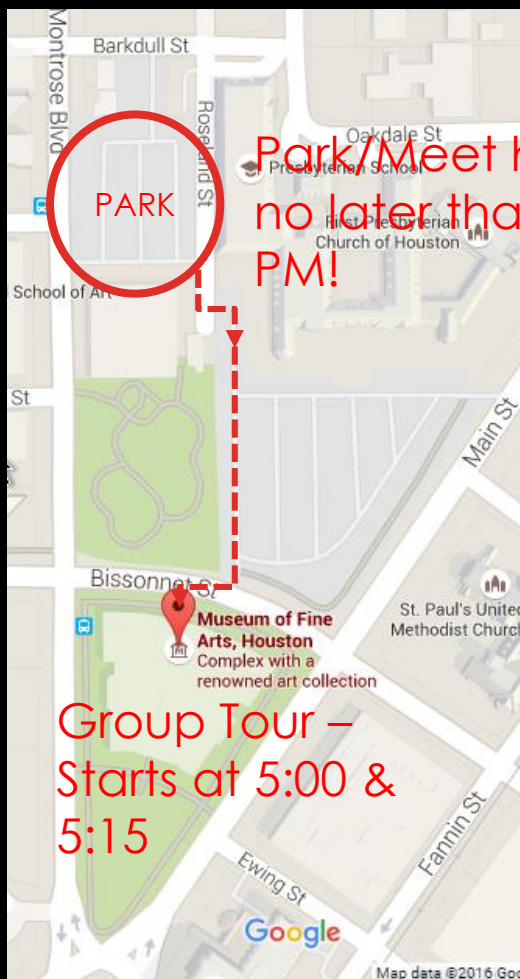 Barkdull St
Montrose Blvd
Roseland St
Oakdale St
Park/Meet h
no later tha
PM!
PARK
Presbyterian School
First Presbyterian
Church of Houston
School of Art
St
Main St
Bissonnet St
Museum of Fine
Arts, Houston
Complex with a
renowned art collection
St. Paul's United
Methodist Church
Group Tour –
Starts at 5:00 &
5:15
Fannin St
Ewing St
Google
Map data ©2016 Goo